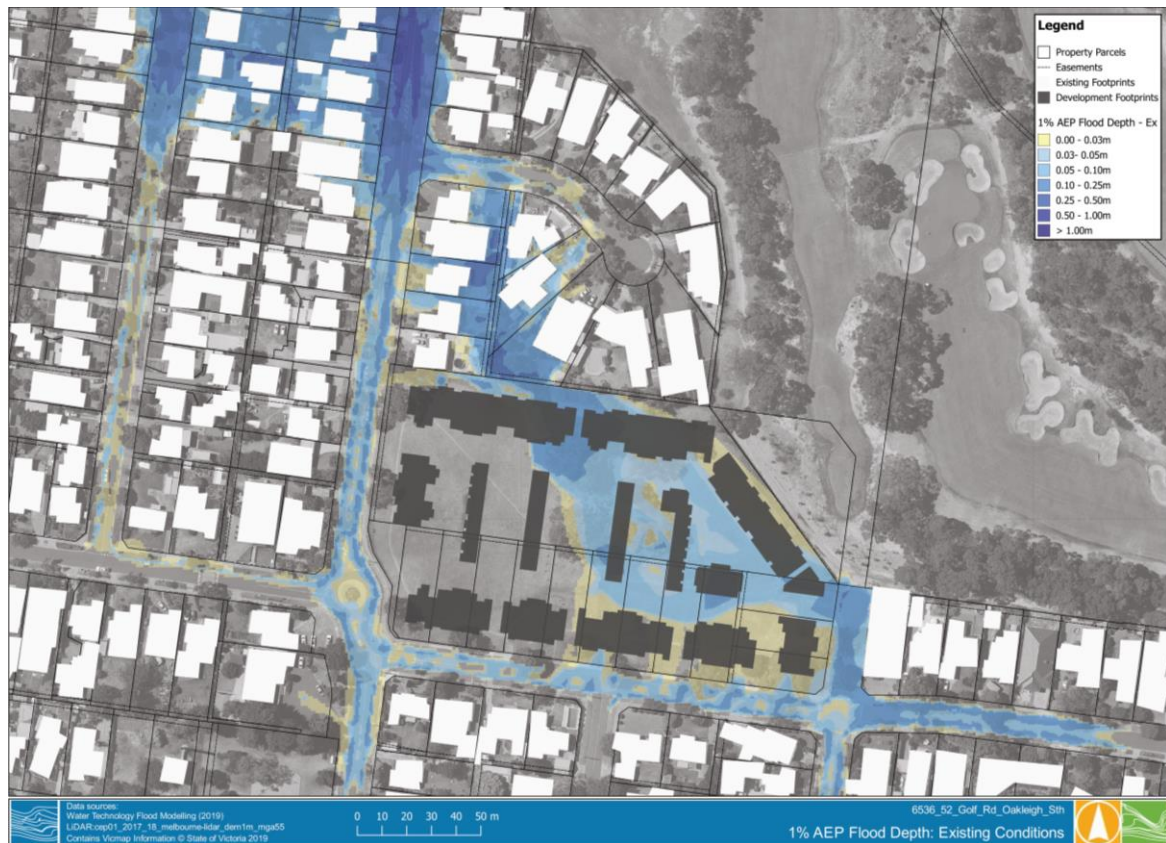 Legend
Property Parcels
Easements
Existing Footprints
Development Footprints
1% AEP Flood Depth - Ex
0.00 - 0.03m
0.03- 0.05m
0.05 - 0.10m
0.10 - 0.25m
0.25 - 0.50m
0.50 - 1.00m
> 1.00m
Data sources:
Water Technology Flood Modelling (2019)
LiDAR:cep01_2017_18_melbourne-lidar_dem1m_mga55
Contains Vicmap Information © State of Victoria 2019
0 10 20 30 40 50 m
6536_52_Golf_Rd_Oakleigh_Sth
1% AEP Flood Depth: Existing Conditions